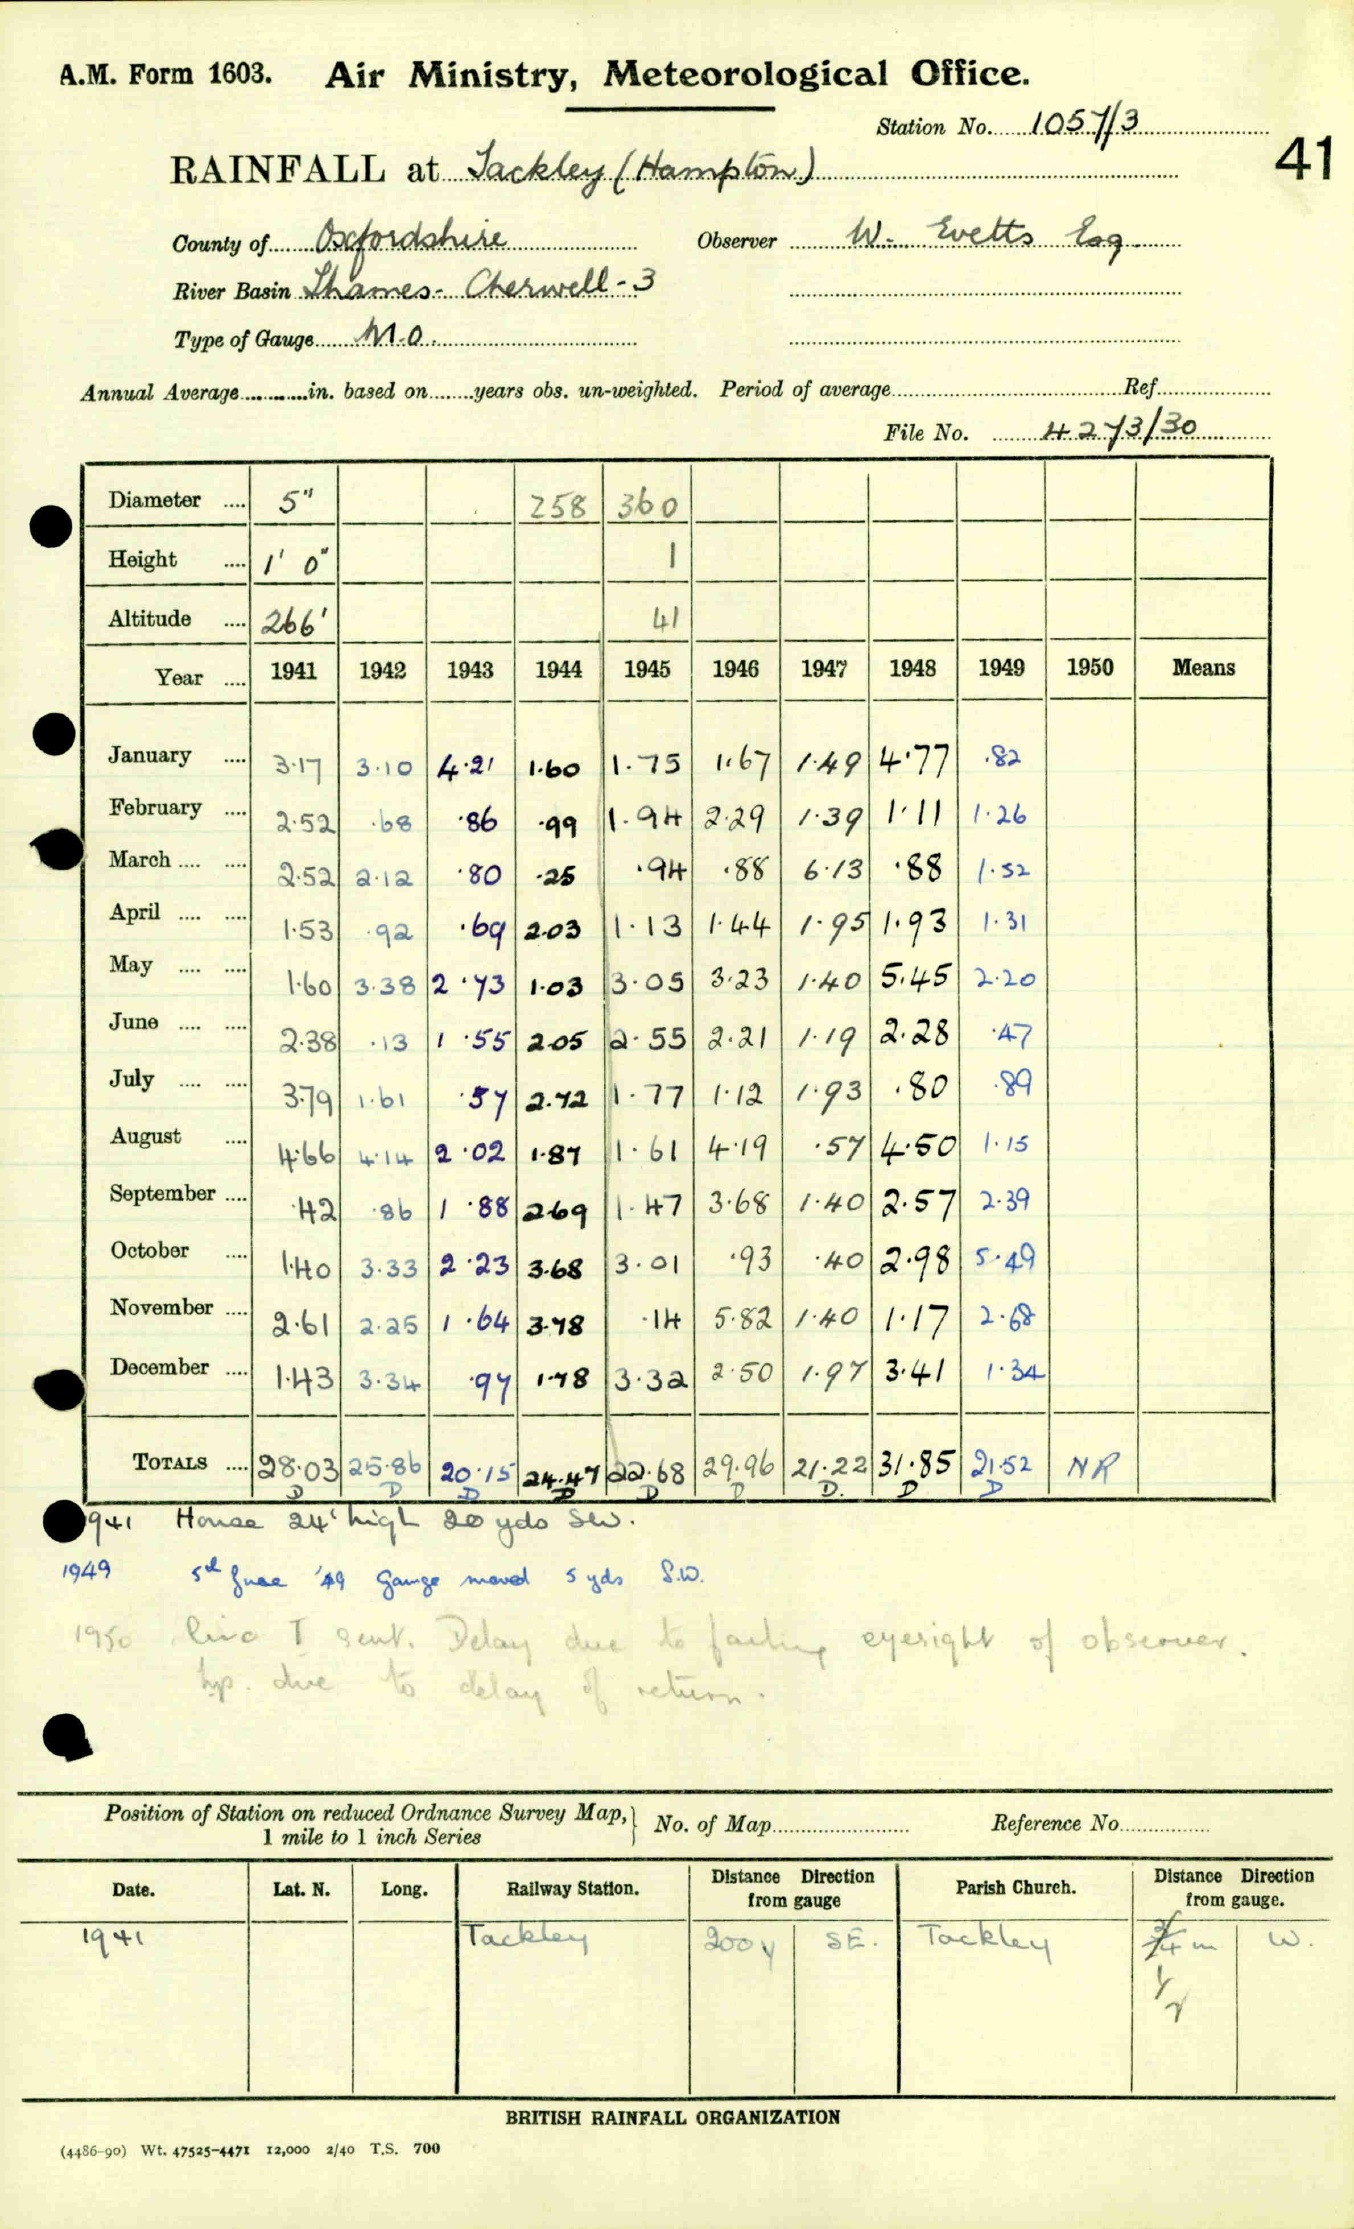 A.M. Form 1603. Air Ministry, Meteorological Office.
Station No. 1057/3
41
RAINFALL at Tackley (Hampton)
County of Oxfordshire Observer W. Evetts Esq.
River Basin Thames - Cherwell - 3
Type of Gauge M.O.
Annual Average in. based on years obs. un-weighted. Period of average Ref
File No. 4273/30
Diameter 5" 258 360
Height 1' 0" 1
Altitude 266' 41
Year 1941 1942 1943 1944 1945 1946 1947 1948 1949 1950 Means
January 3.17 3.10 4.21 1.60 1.75 1.67 1.49 4.77 .82
February 2.52 .68 .86 .99 1.94 2.29 1.39 1.11 1.26
March 2.52 2.12 .80 .25 .94 .88 6.13 .88 1.52
April 1.53 .92 .69 2.03 1.13 1.44 1.95 1.93 1.31
May 1.60 3.38 2.73 1.03 3.05 3.23 1.40 5.45 2.20
June 2.38 .13 1.55 2.05 2.55 2.21 1.19 2.28 .47
July 3.79 1.61 .57 2.72 1.77 1.12 1.93 .80 .89
August 4.66 4.14 2.02 1.87 1.61 4.19 .57 4.50 1.15
September .42 .86 1.88 2.69 1.47 3.68 1.40 2.57 2.39
October 1.40 3.33 2.23 3.68 3.01 .93 .40 2.98 5.49
November 2.61 2.25 1.64 3.78 .14 5.82 1.40 1.17 2.68
December 1.43 3.34 .97 1.78 3.32 2.50 1.97 3.41 1.34
TOTALS 28.03 25.86 20.15 24.47 22.68 29.96 21.22 31.85 21.52 NR
D D D D D D D. D D
1941 House 24' high 20 yds SW.
1949 5th June '49 Gauge moved 5 yds S.W.
1950 sent. Delay due to failing eyesight of observer.
due to delay of return.
Position of Station on reduced Ordnance Survey Map, 1 mile to 1 inch Series No. of Map Reference No.
Date. Lat. N. Long. Railway Station. Distance Direction from gauge Parish Church. Distance Direction from gauge.
1941 Tackley 200y SE. Tackley 3/4 m W.
1/2
BRITISH RAINFALL ORGANIZATION
(4486-90) Wt. 47525-4471 12,000 2/40 T.S. 700